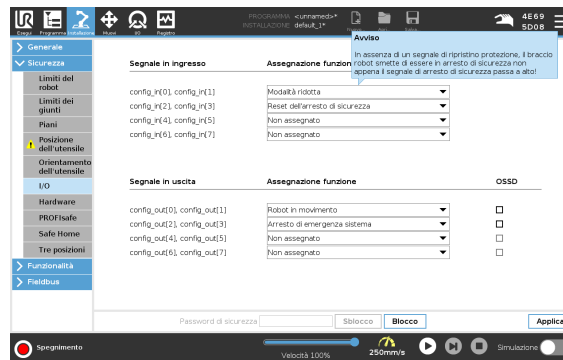 PROGRAMMA <unnamed>*
INSTALLAZIONE default_1*
4E69
5D08
Esegui Programma Installazione Muovi I/O Registro
Avviso
In assenza di un segnale di ripristino protezione, il braccio
robot smette di essere in arresto di sicurezza non
appena il segnale di arresto di sicurezza passa a alto!
Generale
Sicurezza
Limiti del
robot
Limiti dei
giunti
Piani
Posizione
dell'utensile
Orientamento
dell'utensile
I/O
Hardware
PROFIsafe
Safe Home
Tre posizioni
Funzionalità
Fieldbus
Segnale in ingresso Assegnazione funzion
config_in[0], config_in[1] Modalità ridotta
config_in[2], config_in[3] Reset dell'arresto di sicurezza
config_in[4], config_in[5] Non assegnato
config_in[6], config_in[7] Non assegnato
Segnale in uscita Assegnazione funzione OSSD
config_out[0], config_out[1] Robot in movimento
config_out[2], config_out[3] Arresto di emergenza sistema
config_out[4], config_out[5] Non assegnato
config_out[6], config_out[7] Non assegnato
Password di sicurezza Sblocco Blocco Applica
Spegnimento Velocità 100% 250mm/s Simulazione